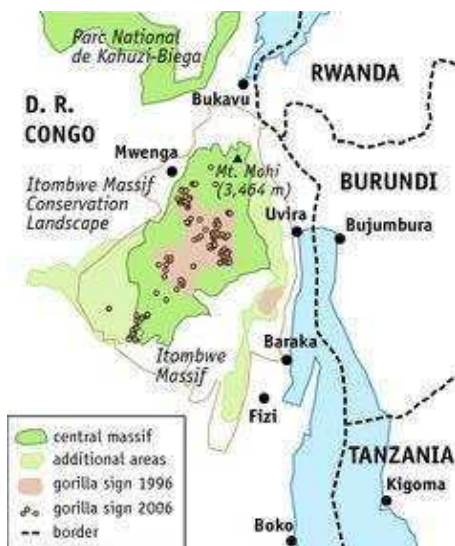 Parc National
de Kahuzi-Biega
RWANDA
Bukavu
D. R.
CONGO
Mwenga
Mt. Mohi
(3,464 m)
BURUNDI
Itombwe Massif
Conservation
Landscape
Uvira
Bujumbura
Itombwe
Massif
Baraka
Fizi
central massif
additional areas
gorilla sign 1996
gorilla sign 2006
border
TANZANIA
Kigoma
Boko